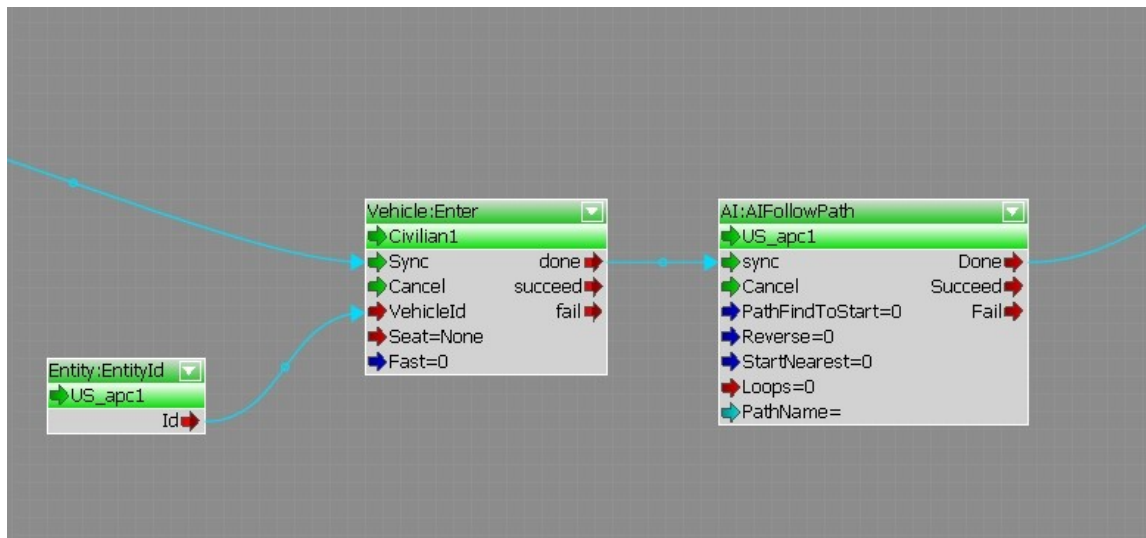 Vehicle:Enter
Civilian1
Sync done
Cancel succeed
VehicleId fail
Seat=None
Fast=0
AI:AIFollowPath
US_apc1
sync Done
Cancel Succeed
PathFindToStart=0 Fail
Reverse=0
StartNearest=0
Loops=0
PathName=
Entity:EntityId
US_apc1
Id